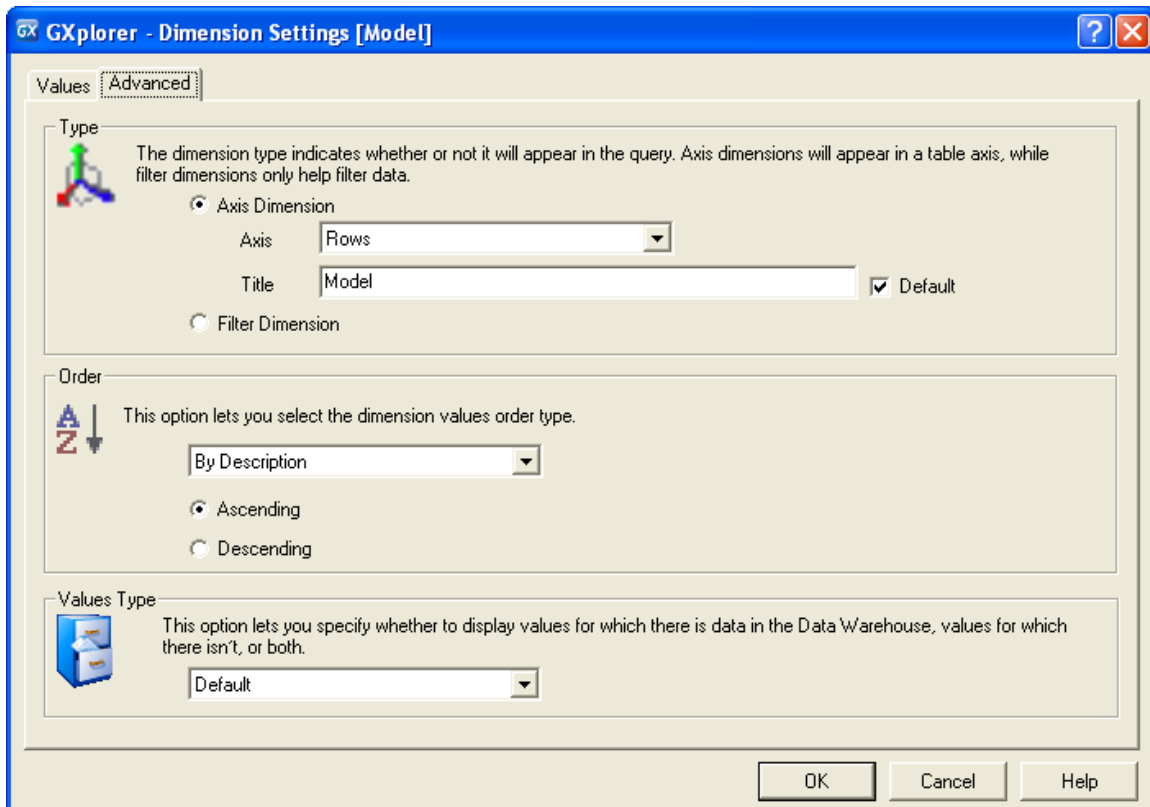 GX GXplorer - Dimension Settings [Model]
Values Advanced
Type
The dimension type indicates whether or not it will appear in the query. Axis dimensions will appear in a table axis, while
filter dimensions only help filter data.
Axis Dimension
Axis Rows
Title Model Default
Filter Dimension
Order
A
Z
This option lets you select the dimension values order type.
By Description
Ascending
Descending
Values Type
This option lets you specify whether to display values for which there is data in the Data Warehouse, values for which
there isn´t, or both.
Default
OK Cancel Help